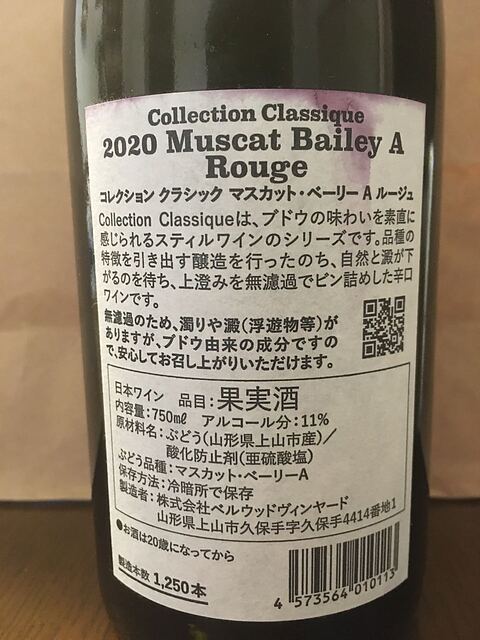 Collection Classique
2020 Muscat Bailey A
Rouge
コレクション クラシック マスカット・ベーリー A ルージュ
Collection Classiqueは、ブドウの味わいを素直に
感じられるスティルワインのシリーズです。品種の
特徴を引き出す醸造を行ったのち、自然と澱が下
がるのを待ち、上澄みを無濾過でビン詰めした辛口
ワインです。
無濾過のため、濁りや澱(浮遊物等)が
ありますが、ブドウ由来の成分ですの
で、安心してお召し上がりいただけます。
日本ワイン 品目：果実酒
内容量：750㎖ アルコール分：11%
原材料名：ぶどう(山形県上山市産)／
酸化防止剤(亜硫酸塩)
ぶどう品種：マスカット・ベーリーA
保存方法：冷暗所で保存
製造者：株式会社ベルウッドヴィンヤード
山形県上山市久保手字久保手4414番地1
●お酒は20歳になってから
製造本数 1,250本
4 573564 010113